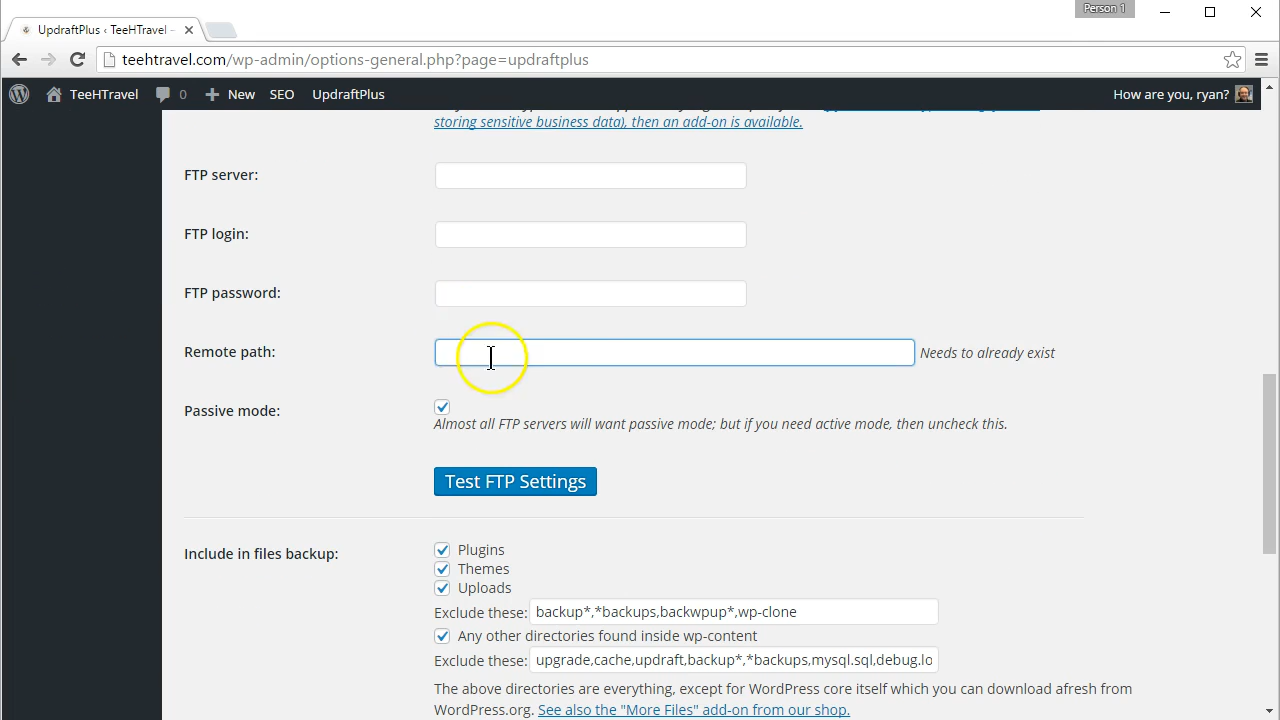 Person 1
UpdraftPlus ‹ TeeHTravel –
teehtravel.com/wp-admin/options-general.php?page=updraftplus
TeeHTravel 0 New SEO UpdraftPlus How are you, ryan?
storing sensitive business data), then an add-on is available.
FTP server:
FTP login:
FTP password:
Remote path: Needs to already exist
Passive mode:
Almost all FTP servers will want passive mode; but if you need active mode, then uncheck this.
Test FTP Settings
Include in files backup:
Plugins
Themes
Uploads
Exclude these: backup*,*backups,backwpup*,wp-clone
Any other directories found inside wp-content
Exclude these: upgrade,cache,updraft,backup*,*backups,mysql.sql,debug.lo
The above directories are everything, except for WordPress core itself which you can download afresh from
WordPress.org. See also the "More Files" add-on from our shop.